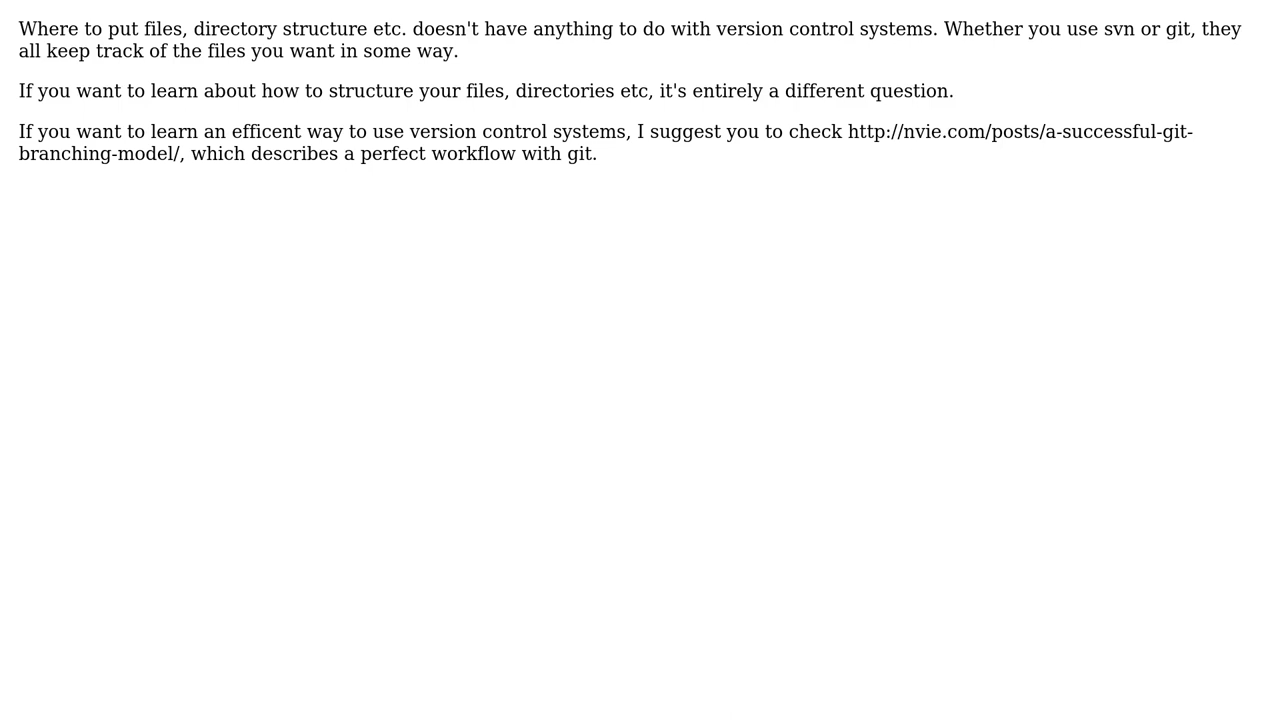 Where to put files, directory structure etc. doesn't have anything to do with version control systems. Whether you use svn or git, they
all keep track of the files you want in some way.
If you want to learn about how to structure your files, directories etc, it's entirely a different question.
If you want to learn an efficent way to use version control systems, I suggest you to check http://nvie.com/posts/a-successful-git-
branching-model/, which describes a perfect workflow with git.